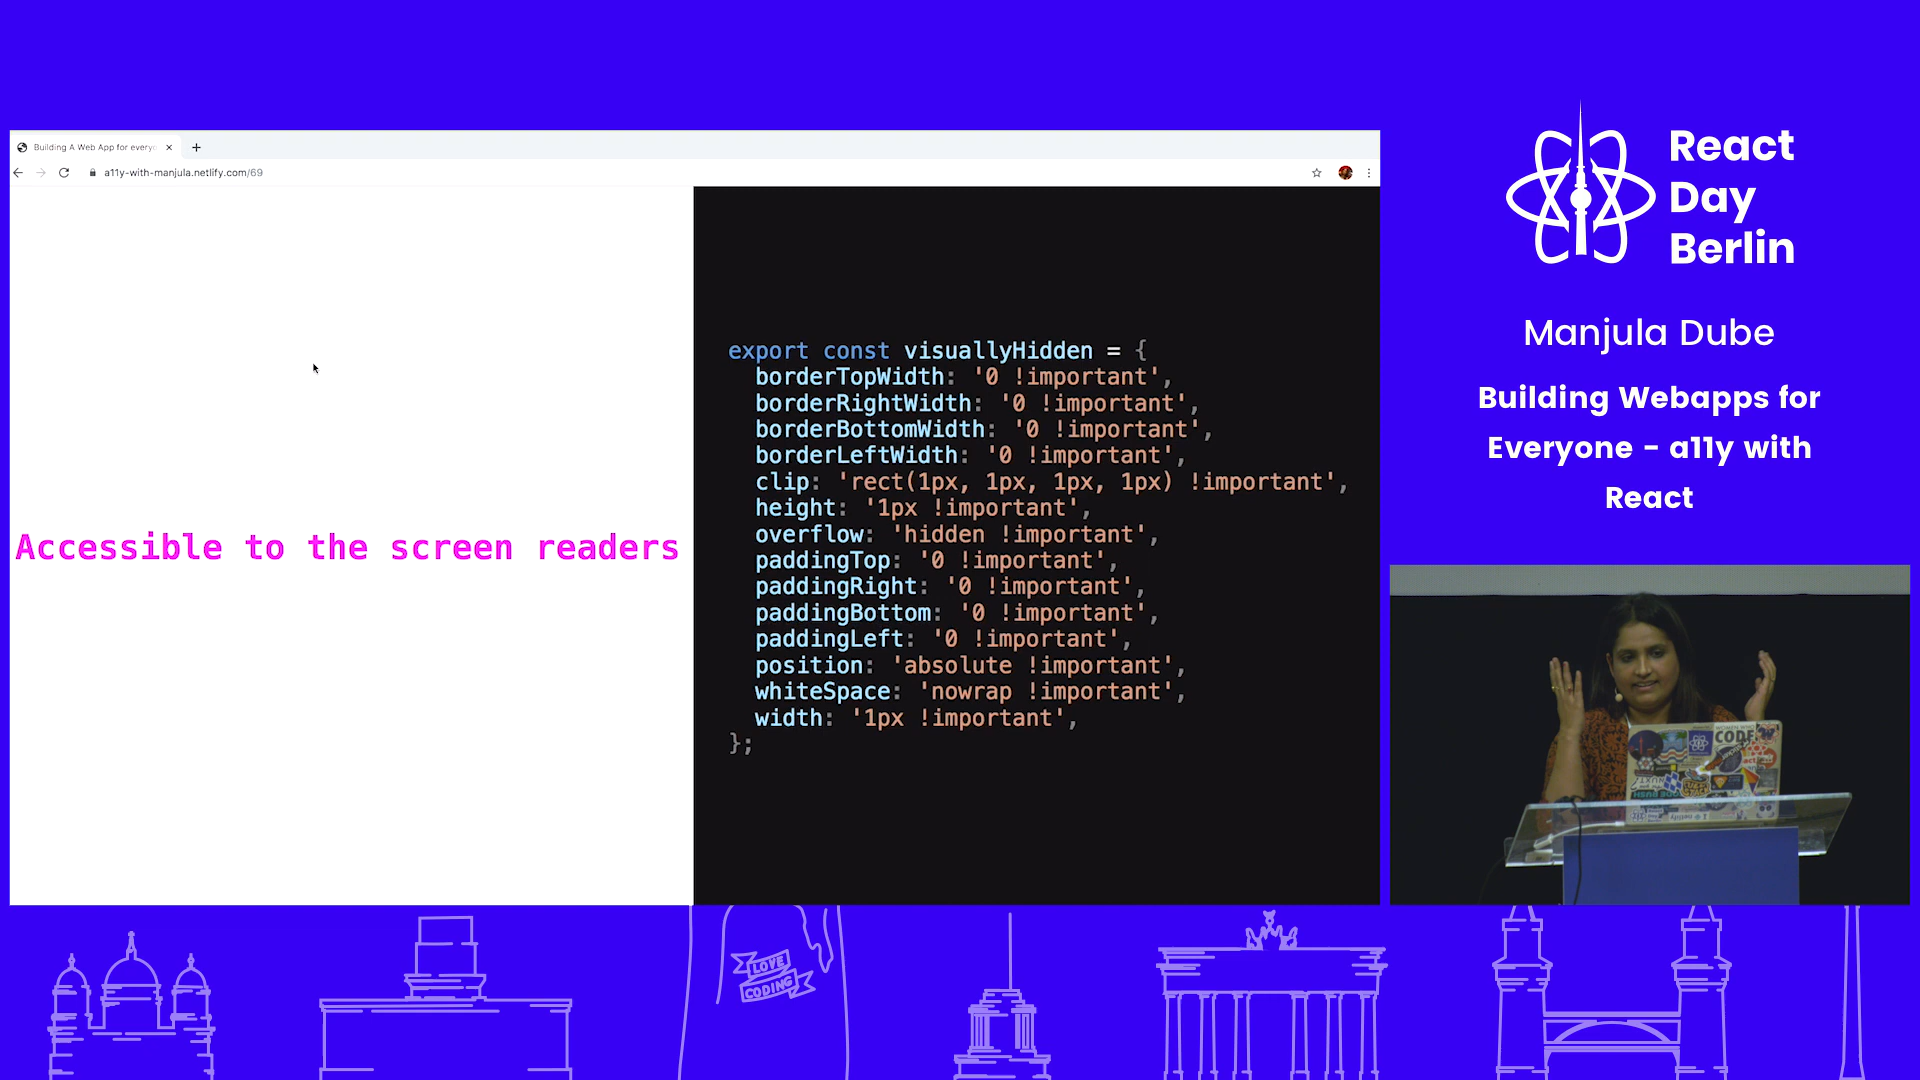 Building A Web App for every
a11y-with-manjula.netlify.com/69
Accessible to the screen readers
export const visuallyHidden = {
borderTopWidth: '0 !important',
borderRightWidth: '0 !important',
borderBottomWidth: '0 !important',
borderLeftWidth: '0 !important',
clip: 'rect(1px, 1px, 1px, 1px) !important',
height: '1px !important',
overflow: 'hidden !important',
paddingTop: '0 !important',
paddingRight: '0 !important',
paddingBottom: '0 !important',
paddingLeft: '0 !important',
position: 'absolute !important',
whiteSpace: 'nowrap !important',
width: '1px !important',
};
React
Day
Berlin
Manjula Dube
Building Webapps for
Everyone - a11y with
React
CODE
LOVE
CODING